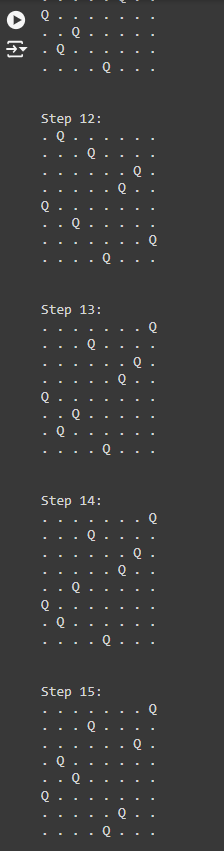 . . . . . Q . .
Q . . . . . . .
. . Q . . . . .
. Q . . . . . .
. . . . Q . . .
Step 12:
. Q . . . . . .
. . . Q . . . .
. . . . . . Q .
. . . . . Q . .
Q . . . . . . .
. . Q . . . . .
. . . . . . . Q
. . . . Q . . .
Step 13:
. . . . . . . Q
. . . Q . . . .
. . . . . . Q .
. . . . . Q . .
Q . . . . . . .
. . Q . . . . .
. Q . . . . . .
. . . . Q . . .
Step 14:
. . . . . . . Q
. . . Q . . . .
. . . . . . Q .
. . . . . Q . .
. . Q . . . . .
Q . . . . . . .
. Q . . . . . .
. . . . Q . . .
Step 15:
. . . . . . . Q
. . . Q . . . .
. . . . . . Q .
. Q . . . . . .
. . Q . . . . .
Q . . . . . . .
. . . . . Q . .
. . . . Q . . .